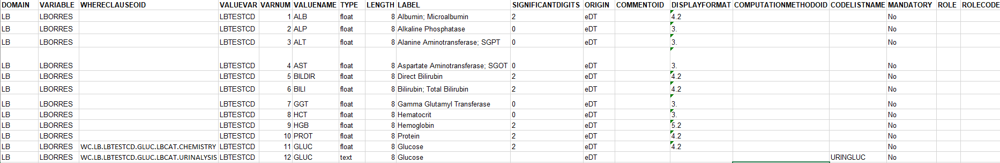 DOMAIN VARIABLE WHERECLAUSEOID VALUEVAR VARNUM VALUENAME TYPE LENGTH LABEL SIGNIFICANTDIGITS ORIGIN COMMENTOID DISPLAYFORMAT COMPUTATIONMETHODOID CODELISTNAME MANDATORY ROLE ROLECODE
LB LBORRES LBTESTCD 1 ALB float 8 Albumin; Microalbumin 2 eDT 4.2 No
LB LBORRES LBTESTCD 2 ALP float 8 Alkaline Phosphatase 0 eDT 3. No
LB LBORRES LBTESTCD 3 ALT float 8 Alanine Aminotransferase; SGPT 0 eDT 3. No
LB LBORRES LBTESTCD 4 AST float 8 Aspartate Aminotransferase; SGOT 0 eDT 3. No
LB LBORRES LBTESTCD 5 BILDIR float 8 Direct Bilirubin 2 eDT 4.2 No
LB LBORRES LBTESTCD 6 BILI float 8 Bilirubin; Total Bilirubin 2 eDT 4.2 No
LB LBORRES LBTESTCD 7 GGT float 8 Gamma Glutamyl Transferase 0 eDT 3. No
LB LBORRES LBTESTCD 8 HCT float 8 Hematocrit 0 eDT 3. No
LB LBORRES LBTESTCD 9 HGB float 8 Hemoglobin 2 eDT 5.2 No
LB LBORRES LBTESTCD 10 PROT float 8 Protein 2 eDT 4.2 No
LB LBORRES WC.LB.LBTESTCD.GLUC.LBCAT.CHEMISTRY LBTESTCD 11 GLUC float 8 Glucose 2 eDT 4.2 No
LB LBORRES WC.LB.LBTESTCD.GLUC.LBCAT.URINALYSIS LBTESTCD 12 GLUC text 8 Glucose eDT URINGLUC No